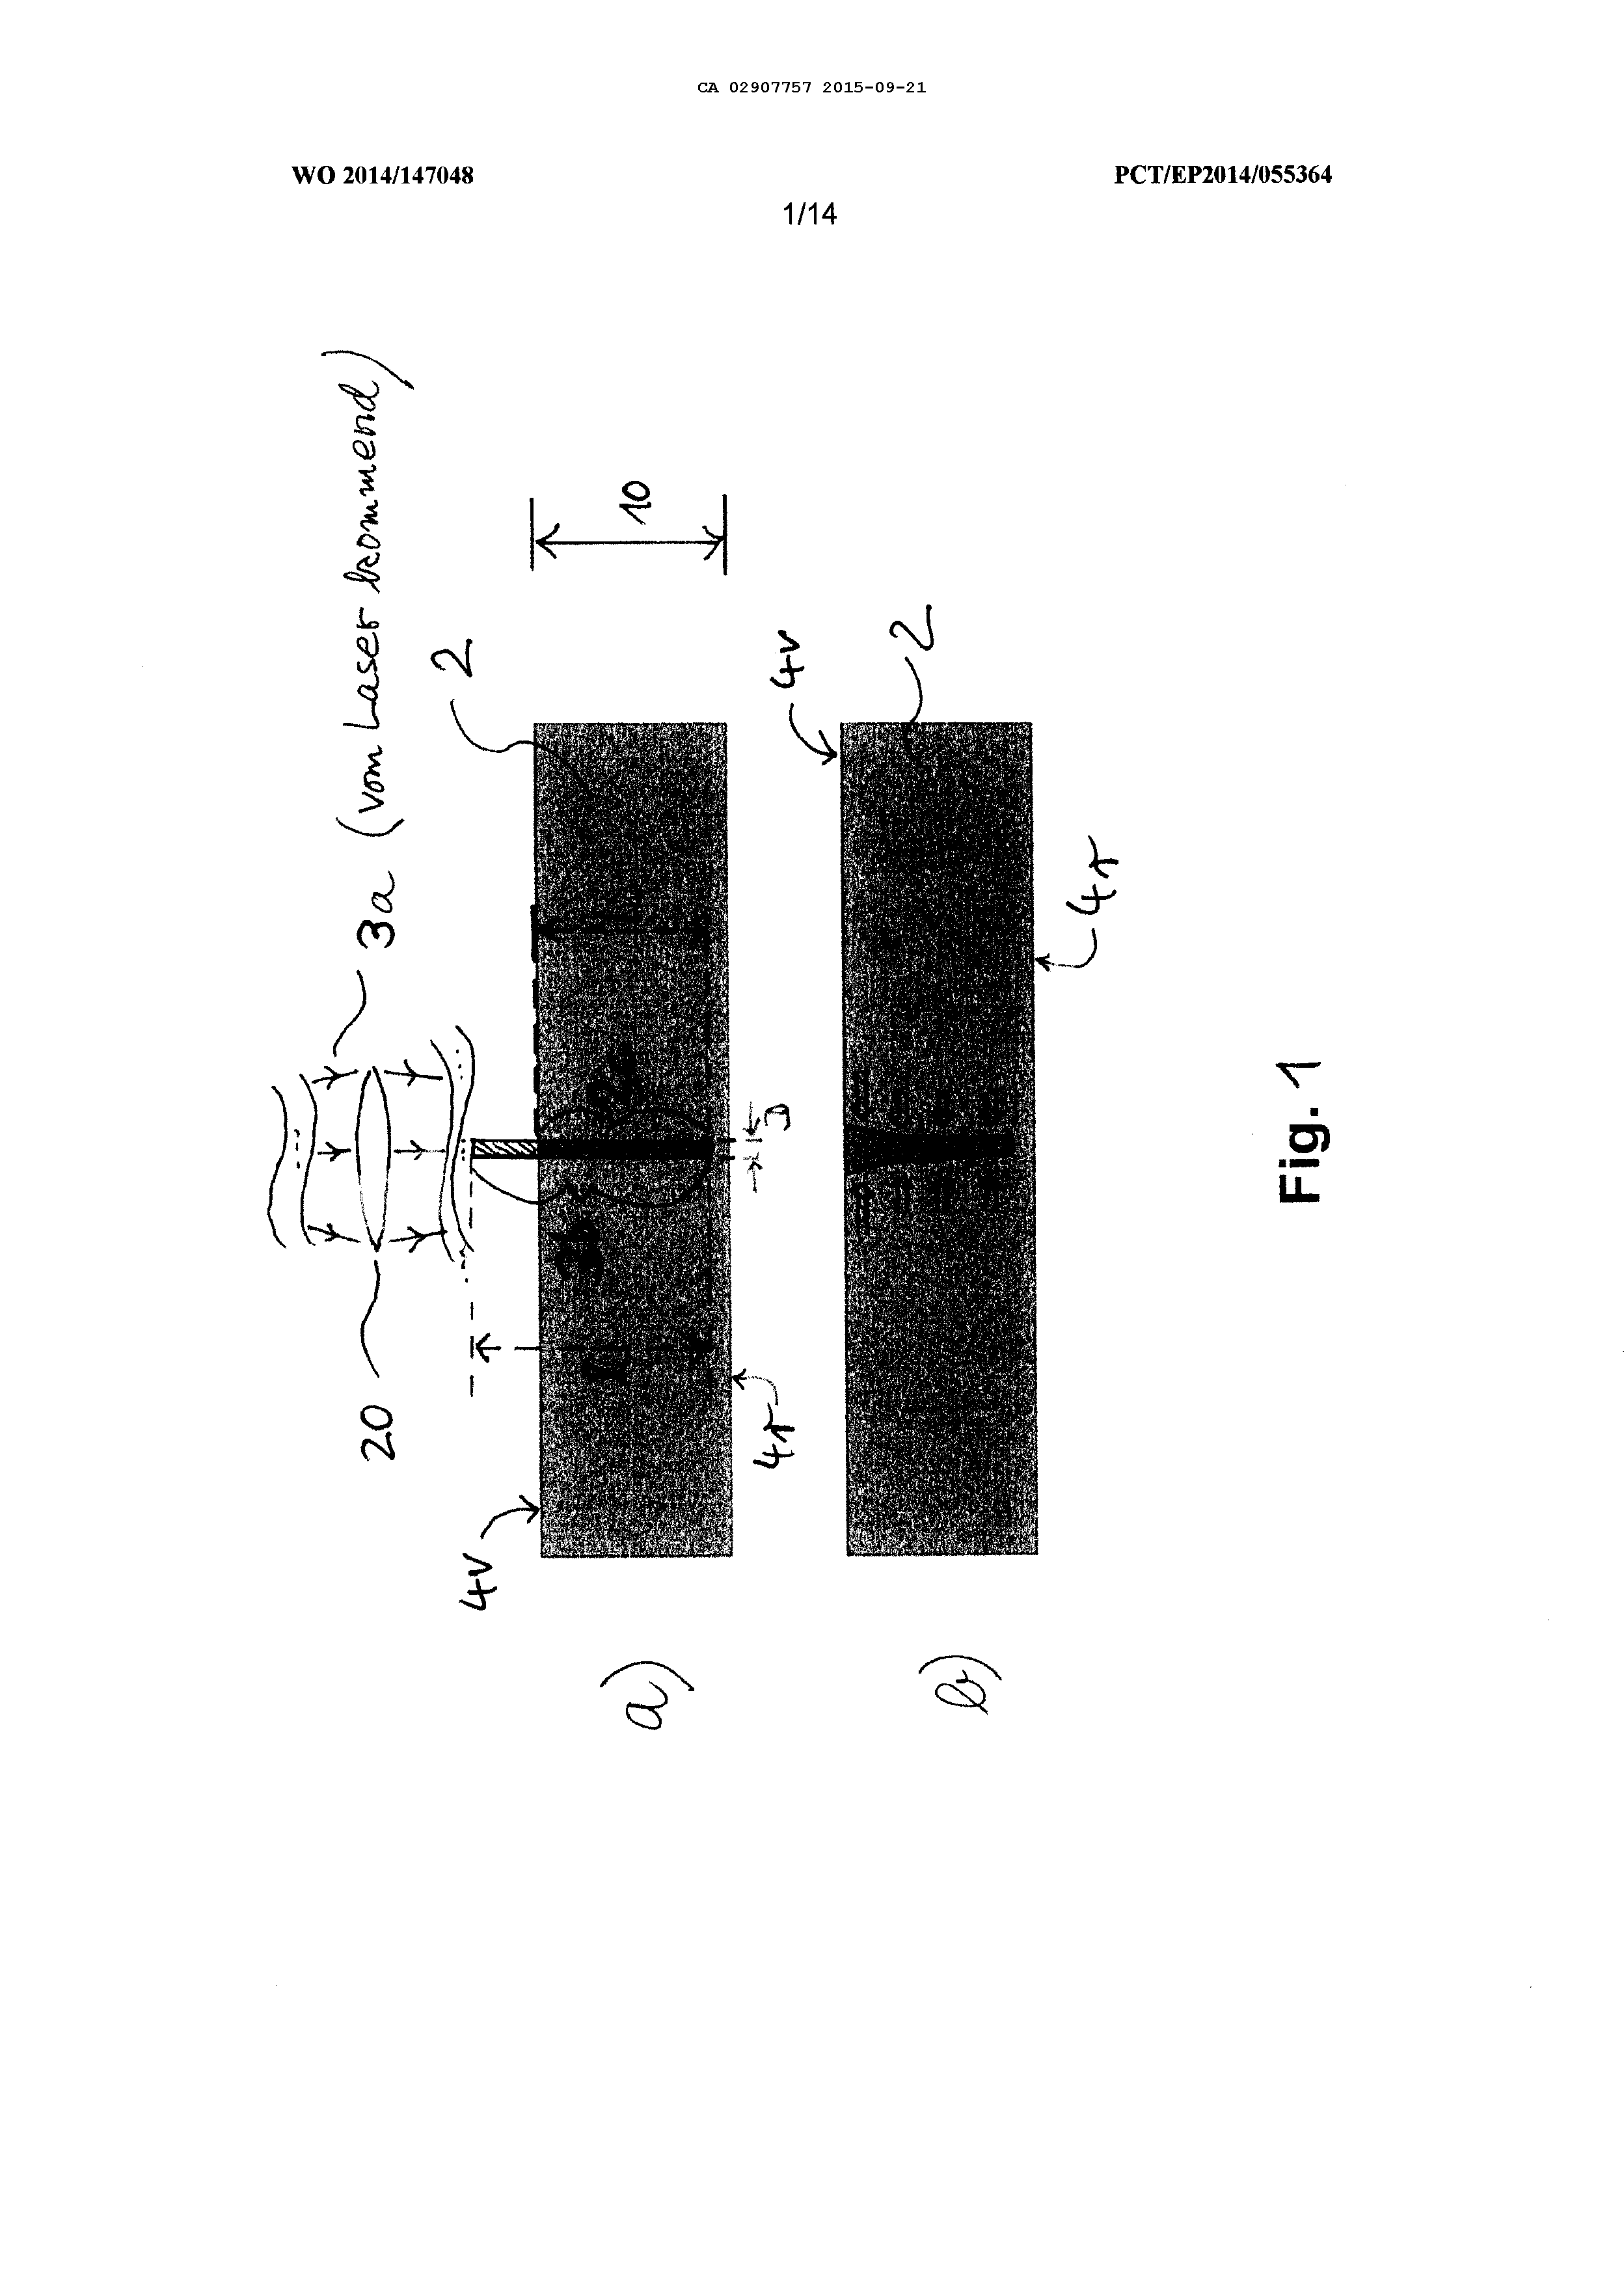 CA 02907757 2015-09-21
WO 2014/147048
PCT/EP2014/055364
1/14
3a (vom Laser kommend)
20
2
10
4v
3b
D
4r
a)
4v
2
4r
b)
Fig. 1